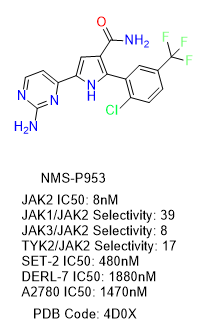 O
NH2
F
F
F
N
N
H
Cl
N
NH2
NMS-P953
JAK2 IC50: 8nM
JAK1/JAK2 Selectivity: 39
JAK3/JAK2 Selectivity: 8
TYK2/JAK2 Selectivity: 17
SET-2 IC50: 480nM
DERL-7 IC50: 1880nM
A2780 IC50: 1470nM
PDB Code: 4D0X